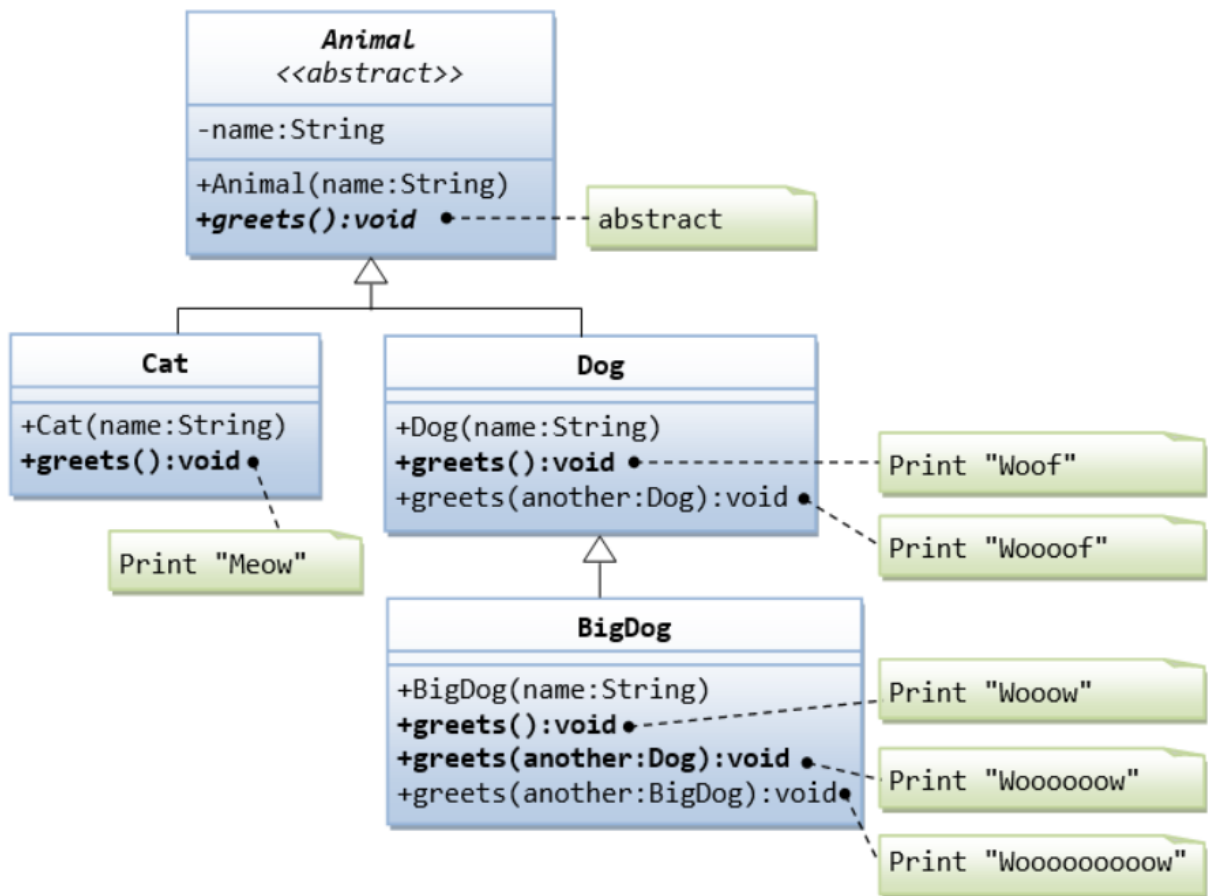 Animal
<<abstract>>
-name:String
+Animal(name:String)
+greets():void
abstract
Cat
+Cat(name:String)
+greets():void
Print "Meow"
Dog
+Dog(name:String)
+greets():void
+greets(another:Dog):void
Print "Woof"
Print "Woooof"
BigDog
+BigDog(name:String)
+greets():void
+greets(another:Dog):void
+greets(another:BigDog):void
Print "Wooow"
Print "Woooooow"
Print "Wooooooooow"